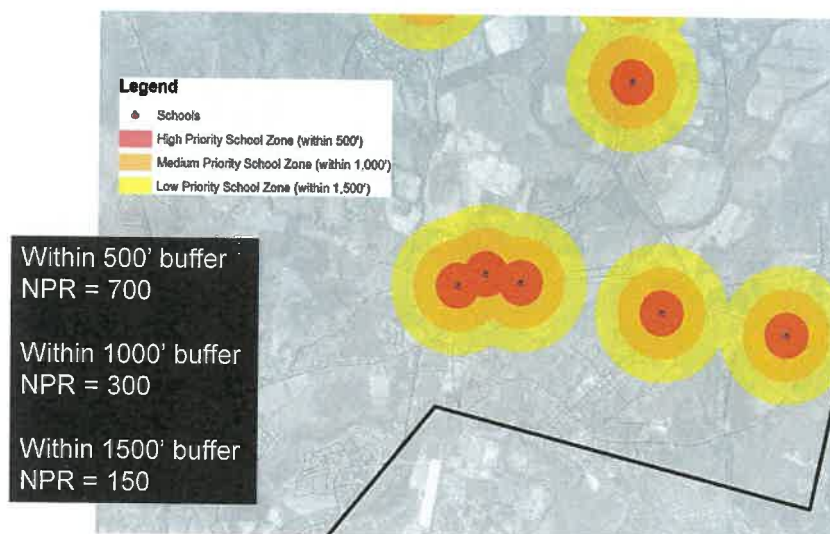 Legend
Schools
High Priority School Zone (within 500')
Medium Priority School Zone (within 1,000')
Low Priority School Zone (within 1,500')
Within 500' buffer
NPR = 700
Within 1000' buffer
NPR = 300
Within 1500' buffer
NPR = 150